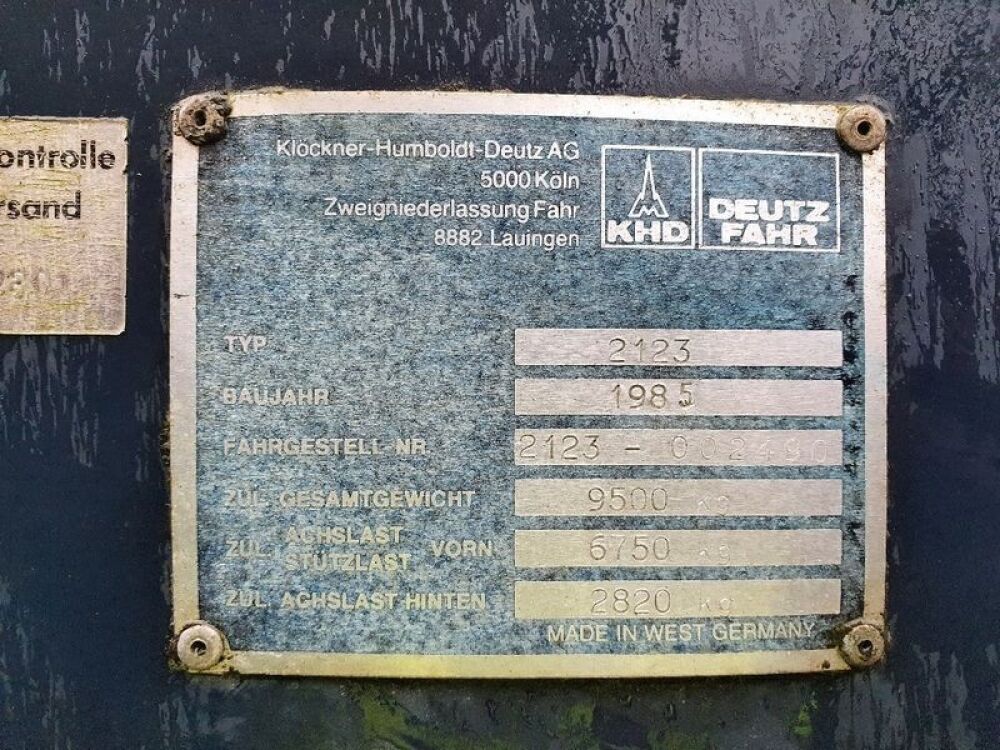 Klöckner-Humboldt-Deutz AG
5000 Köln
Zweigniederlassung Fahr
8882 Lauingen
KHD
DEUTZ
FAHR
TYP 2123
BAUJAHR 1985
FAHRGESTELL-NR. 2123 - 002480
ZUL. GESAMTGEWICHT 9500 kg
ZUL. ACHSLAST STÜTZLAST VORN 6750 kg
ZUL. ACHSLAST HINTEN 2820 kg
MADE IN WEST GERMANY
ontrolle
rsand